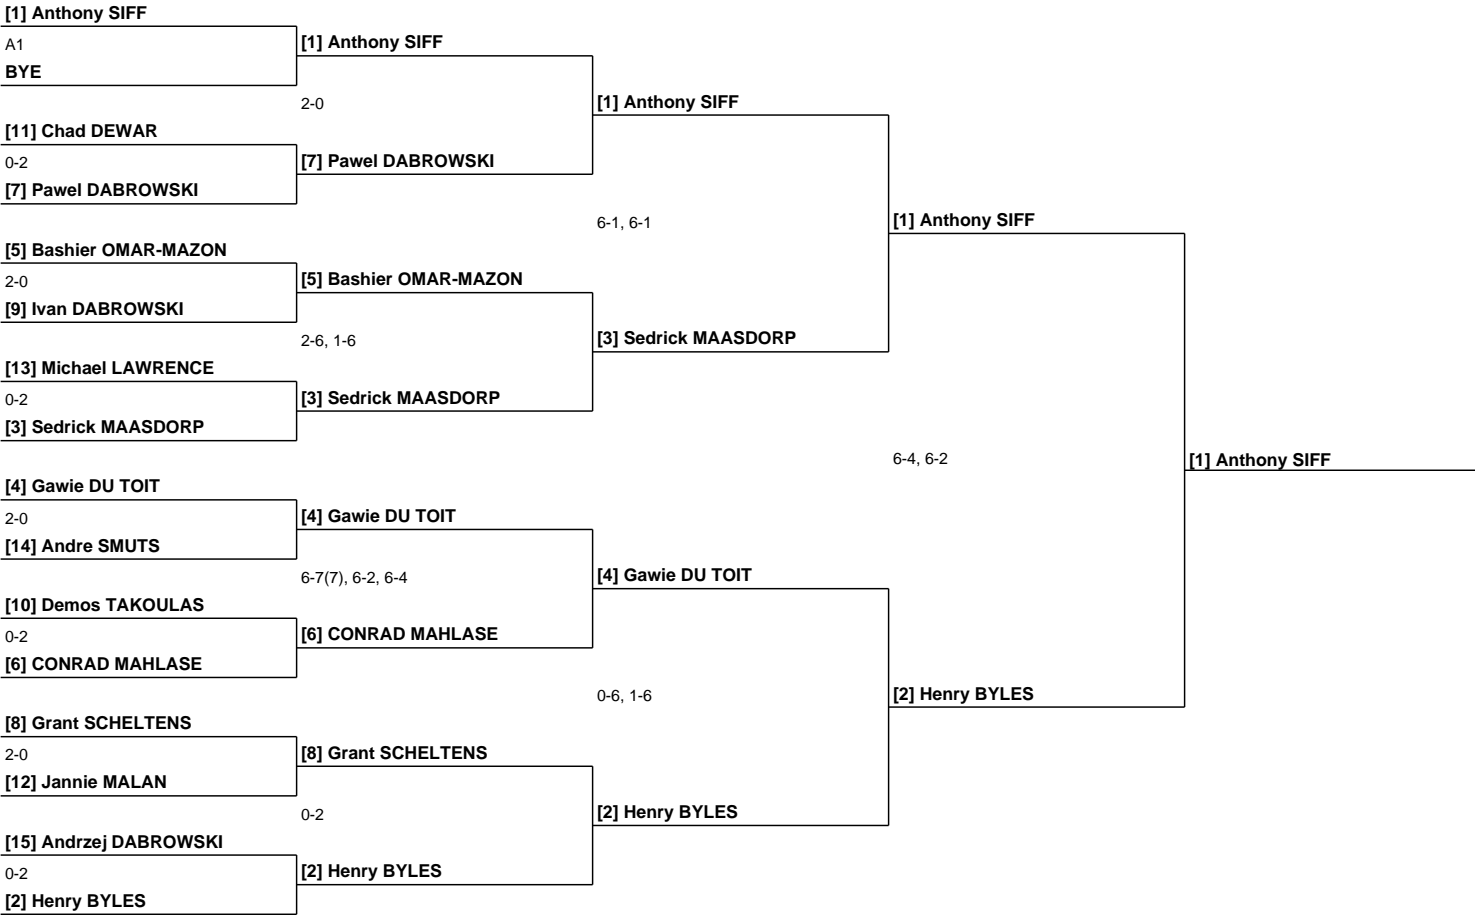 [1] Anthony SIFF
A1
BYE
[11] Chad DEWAR
0-2
[7] Pawel DABROWSKI
[5] Bashier OMAR-MAZON
2-0
[9] Ivan DABROWSKI
[13] Michael LAWRENCE
0-2
[3] Sedrick MAASDORP
[4] Gawie DU TOIT
2-0
[14] Andre SMUTS
[10] Demos TAKOULAS
0-2
[6] CONRAD MAHLASE
[8] Grant SCHELTENS
2-0
[12] Jannie MALAN
[15] Andrzej DABROWSKI
0-2
[2] Henry BYLES
[1] Anthony SIFF
2-0
[7] Pawel DABROWSKI
[5] Bashier OMAR-MAZON
2-6, 1-6
[3] Sedrick MAASDORP
[4] Gawie DU TOIT
6-7(7), 6-2, 6-4
[6] CONRAD MAHLASE
[8] Grant SCHELTENS
0-2
[2] Henry BYLES
[1] Anthony SIFF
6-1, 6-1
[3] Sedrick MAASDORP
[4] Gawie DU TOIT
0-6, 1-6
[2] Henry BYLES
[1] Anthony SIFF
6-4, 6-2
[2] Henry BYLES
[1] Anthony SIFF